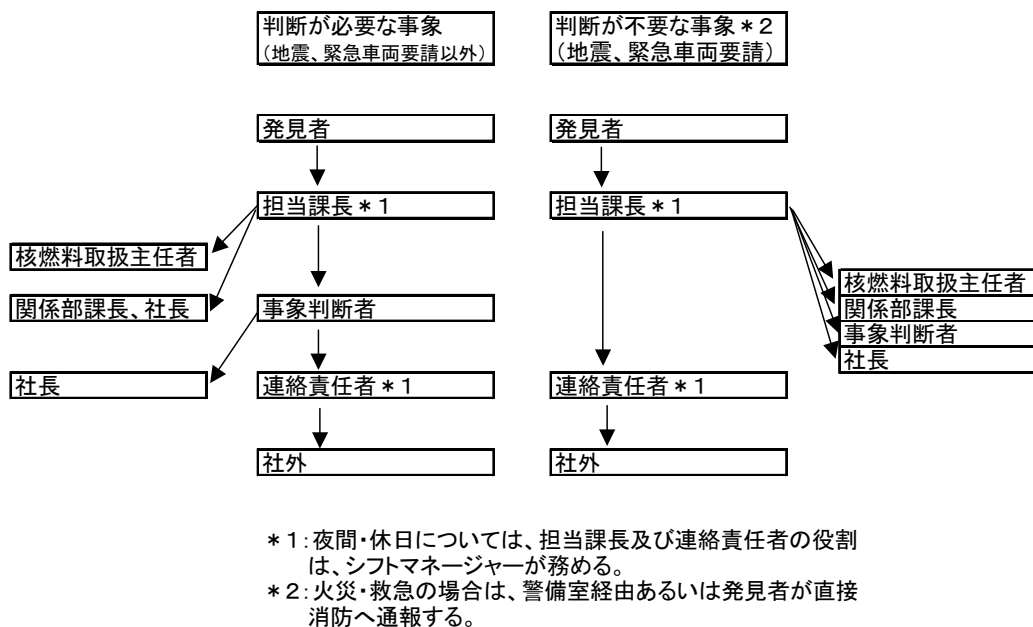 判断が必要な事象
(地震、緊急車両要請以外)
判断が不要な事象＊２
(地震、緊急車両要請)
発見者
発見者
担当課長＊１
担当課長＊１
核燃料取扱主任者
関係部課長、社長
事象判断者
核燃料取扱主任者
関係部課長
事象判断者
社長
社長
連絡責任者＊１
連絡責任者＊１
社外
社外
＊１：夜間・休日については、担当課長及び連絡責任者の役割
は、シフトマネージャーが務める。
＊２：火災・救急の場合は、警備室経由あるいは発見者が直接
消防へ通報する。